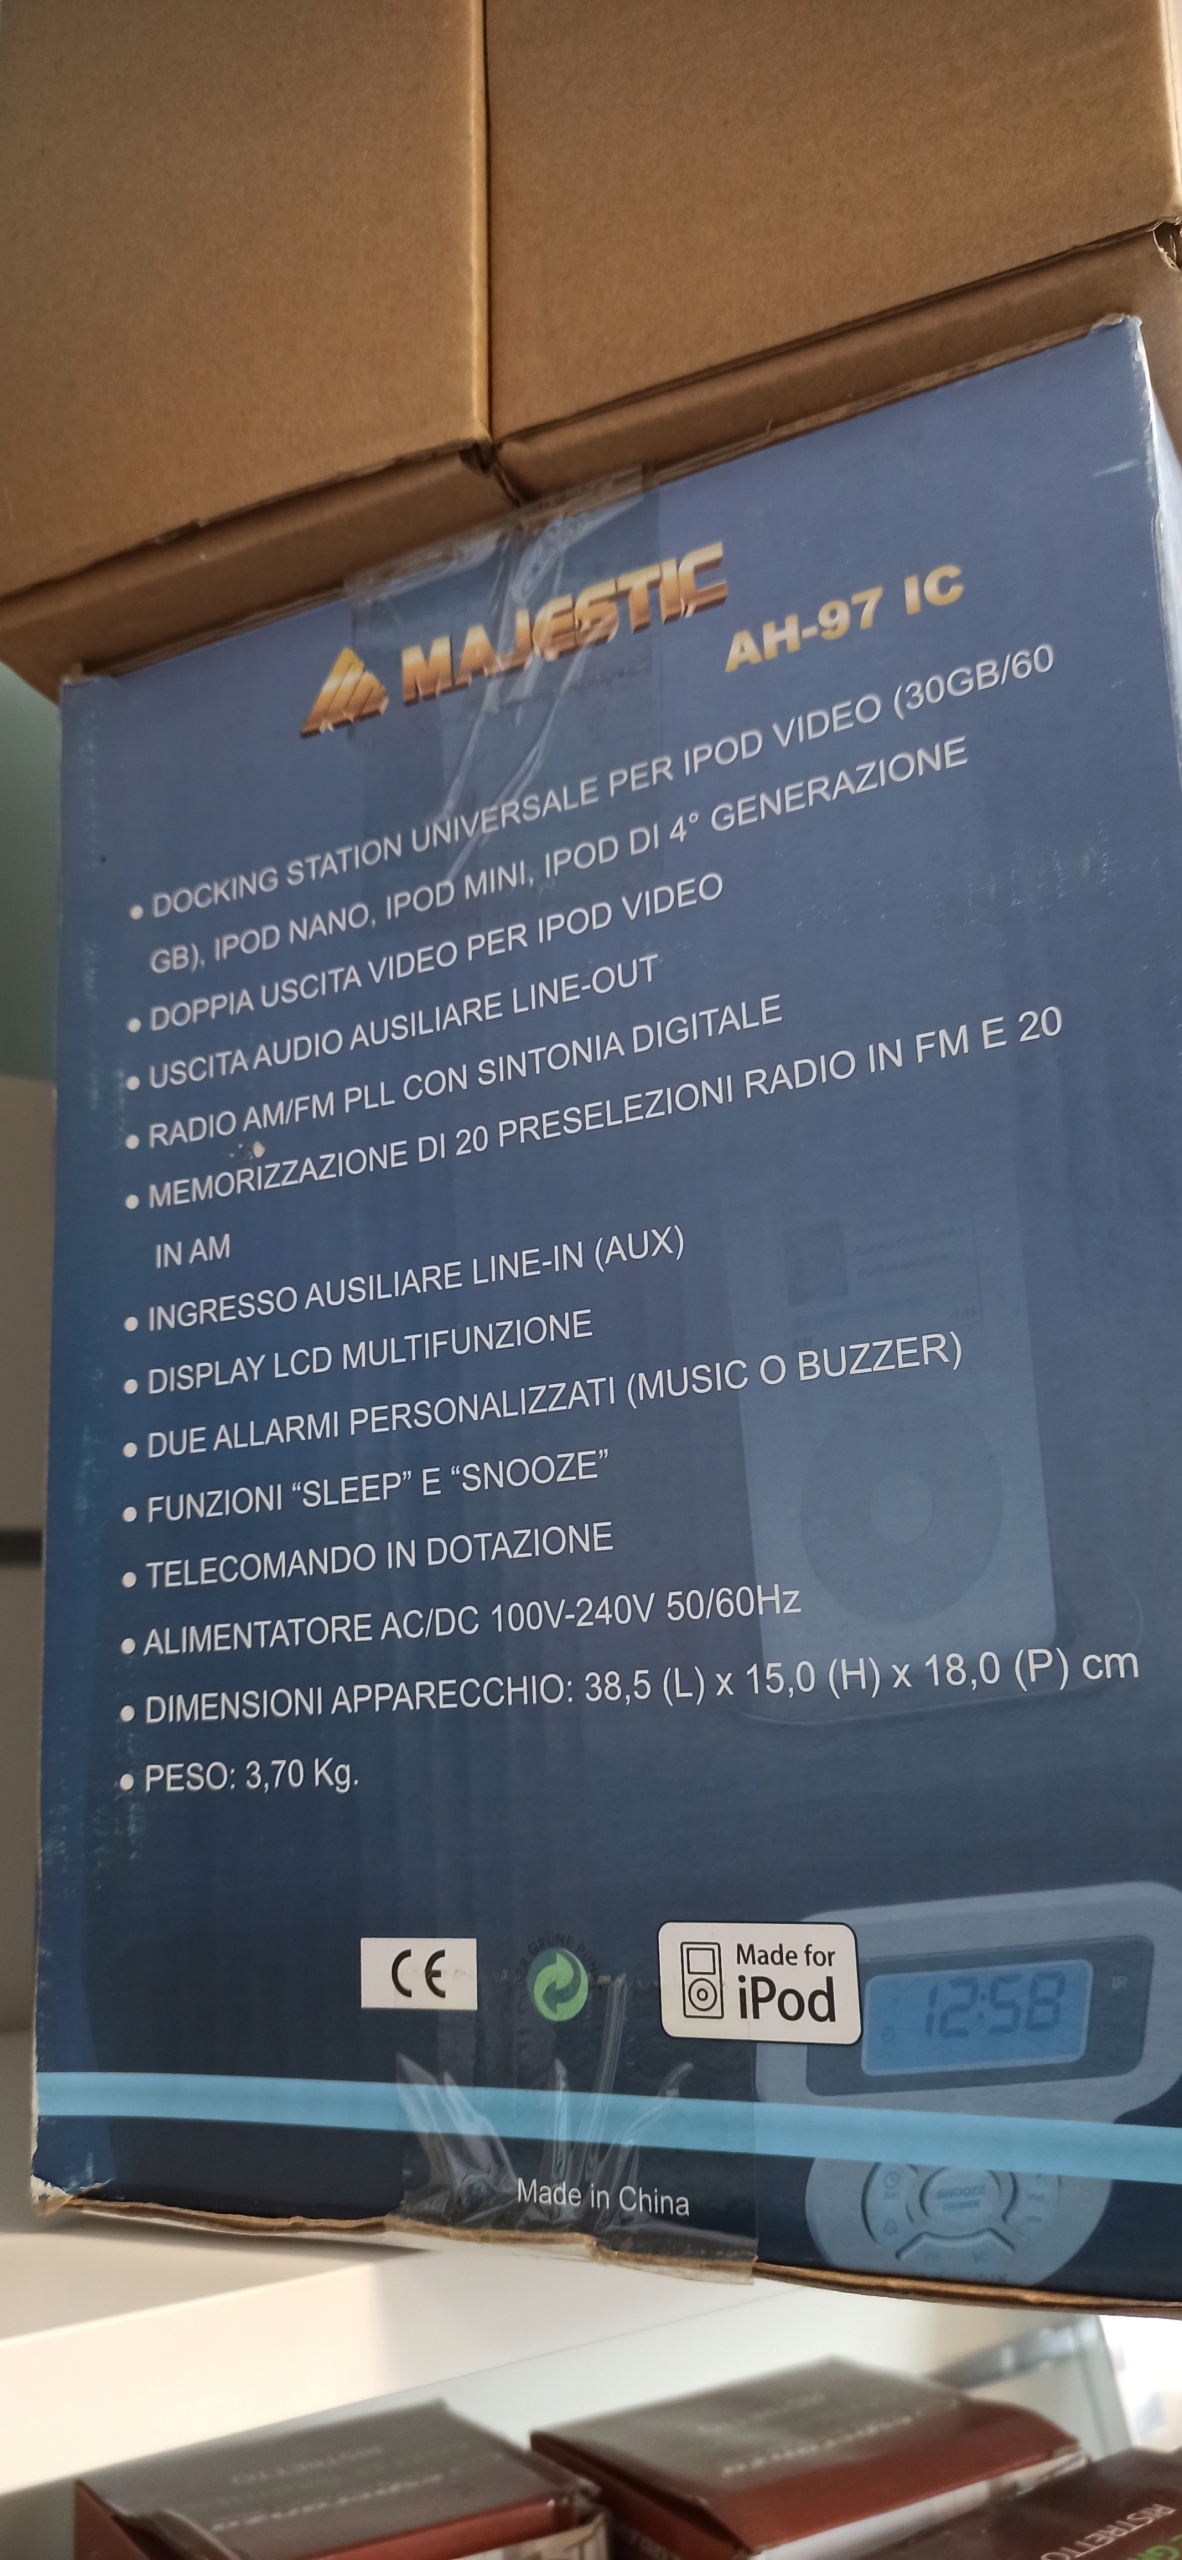 MAJESTIC
AH-97 IC
• DOCKING STATION UNIVERSALE PER IPOD VIDEO (30GB/60
GB), IPOD NANO, IPOD MINI, IPOD DI 4° GENERAZIONE
• DOPPIA USCITA VIDEO PER IPOD VIDEO
• USCITA AUDIO AUSILIARE LINE-OUT
• RADIO AM/FM PLL CON SINTONIA DIGITALE
• MEMORIZZAZIONE DI 20 PRESELEZIONI RADIO IN FM E 20
IN AM
• INGRESSO AUSILIARE LINE-IN (AUX)
• DISPLAY LCD MULTIFUNZIONE
• DUE ALLARMI PERSONALIZZATI (MUSIC O BUZZER)
• FUNZIONI “SLEEP” E “SNOOZE”
• TELECOMANDO IN DOTAZIONE
• ALIMENTATORE AC/DC 100V-240V 50/60Hz
• DIMENSIONI APPARECCHIO: 38,5 (L) x 15,0 (H) x 18,0 (P) cm
• PESO: 3,70 Kg.
CE
GRÜNE
Made for
iPod
12:58
SNOOZE
Made in China
RISTRETTO
RISTRETTO